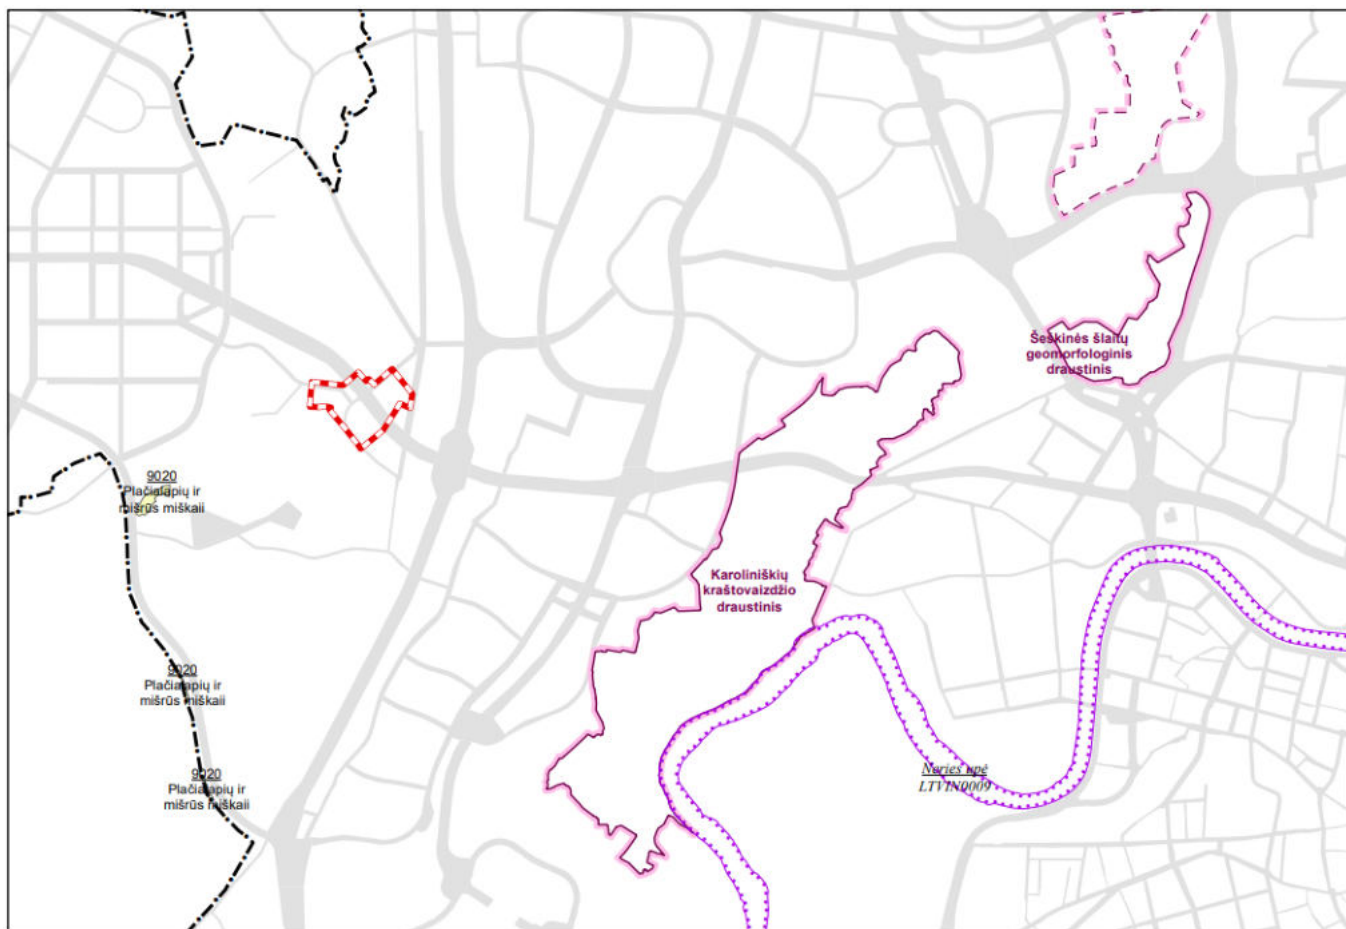 Šeškinės šlaitų
geomorfologinis
draustinis
9020
Plačialapių ir
mišrūs miškaii
Karoliniškių
kraštovaizdžio
draustinis
9020
Plačialapių ir
mišrūs miškaii
9020
Plačialapių ir
mišrūs miškaii
Neries upė
LTVIN0009